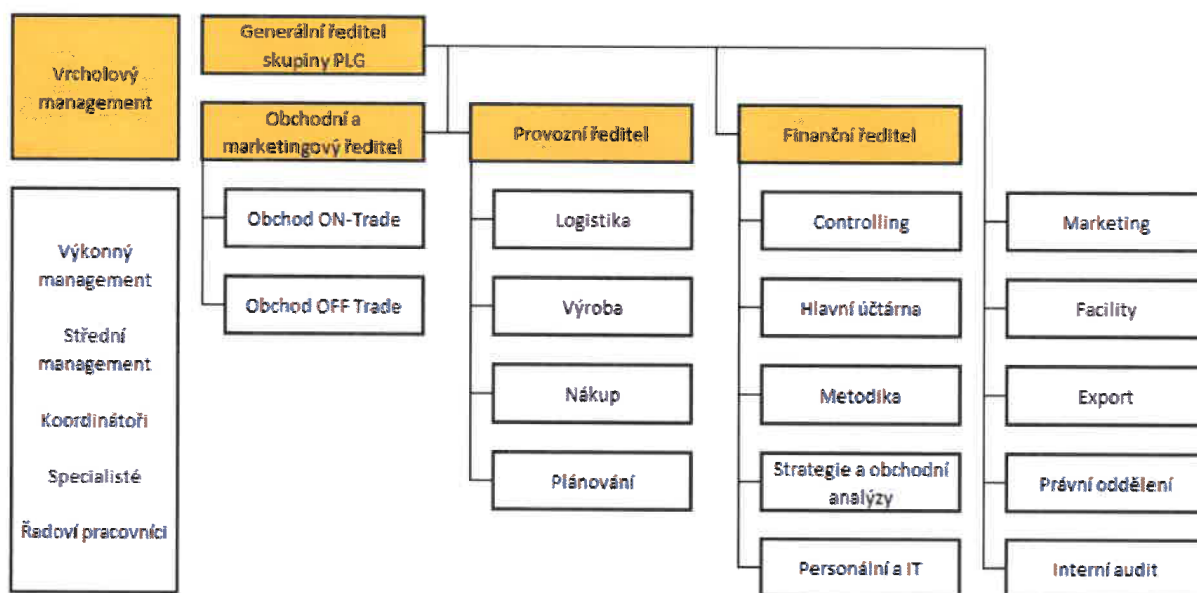 Vrcholový
management
Generální ředitel
skupiny PLG
Obchodní a
marketingový ředitel
Provozní ředitel
Finanční ředitel
Výkonný
management
Střední
management
Koordinátoři
Specialisté
Řadoví pracovníci
Obchod ON-Trade
Obchod OFF Trade
Logistika
Výroba
Nákup
Plánování
Controlling
Hlavní účtárna
Metodika
Strategie a obchodní
analýzy
Personální a IT
Marketing
Facility
Export
Právní oddělení
Interní audit